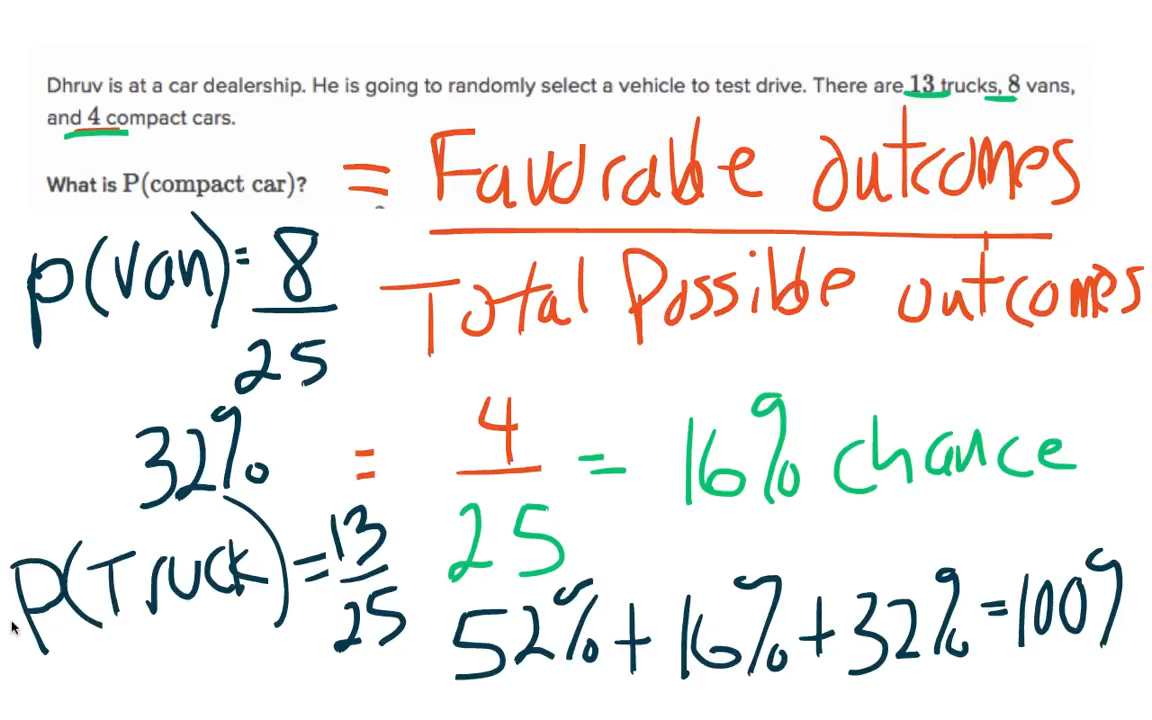 Dhruv is at a car dealership. He is going to randomly select a vehicle to test drive. There are 13 trucks, 8 vans,
and 4 compact cars.
What is P(compact car)?
= Favorable outcomes
Total Possible outcomes
P(Van) = 8
25
32%
= 4
25
= 16% chance
P(Truck) = 13
25
52% + 16% + 32% = 100%